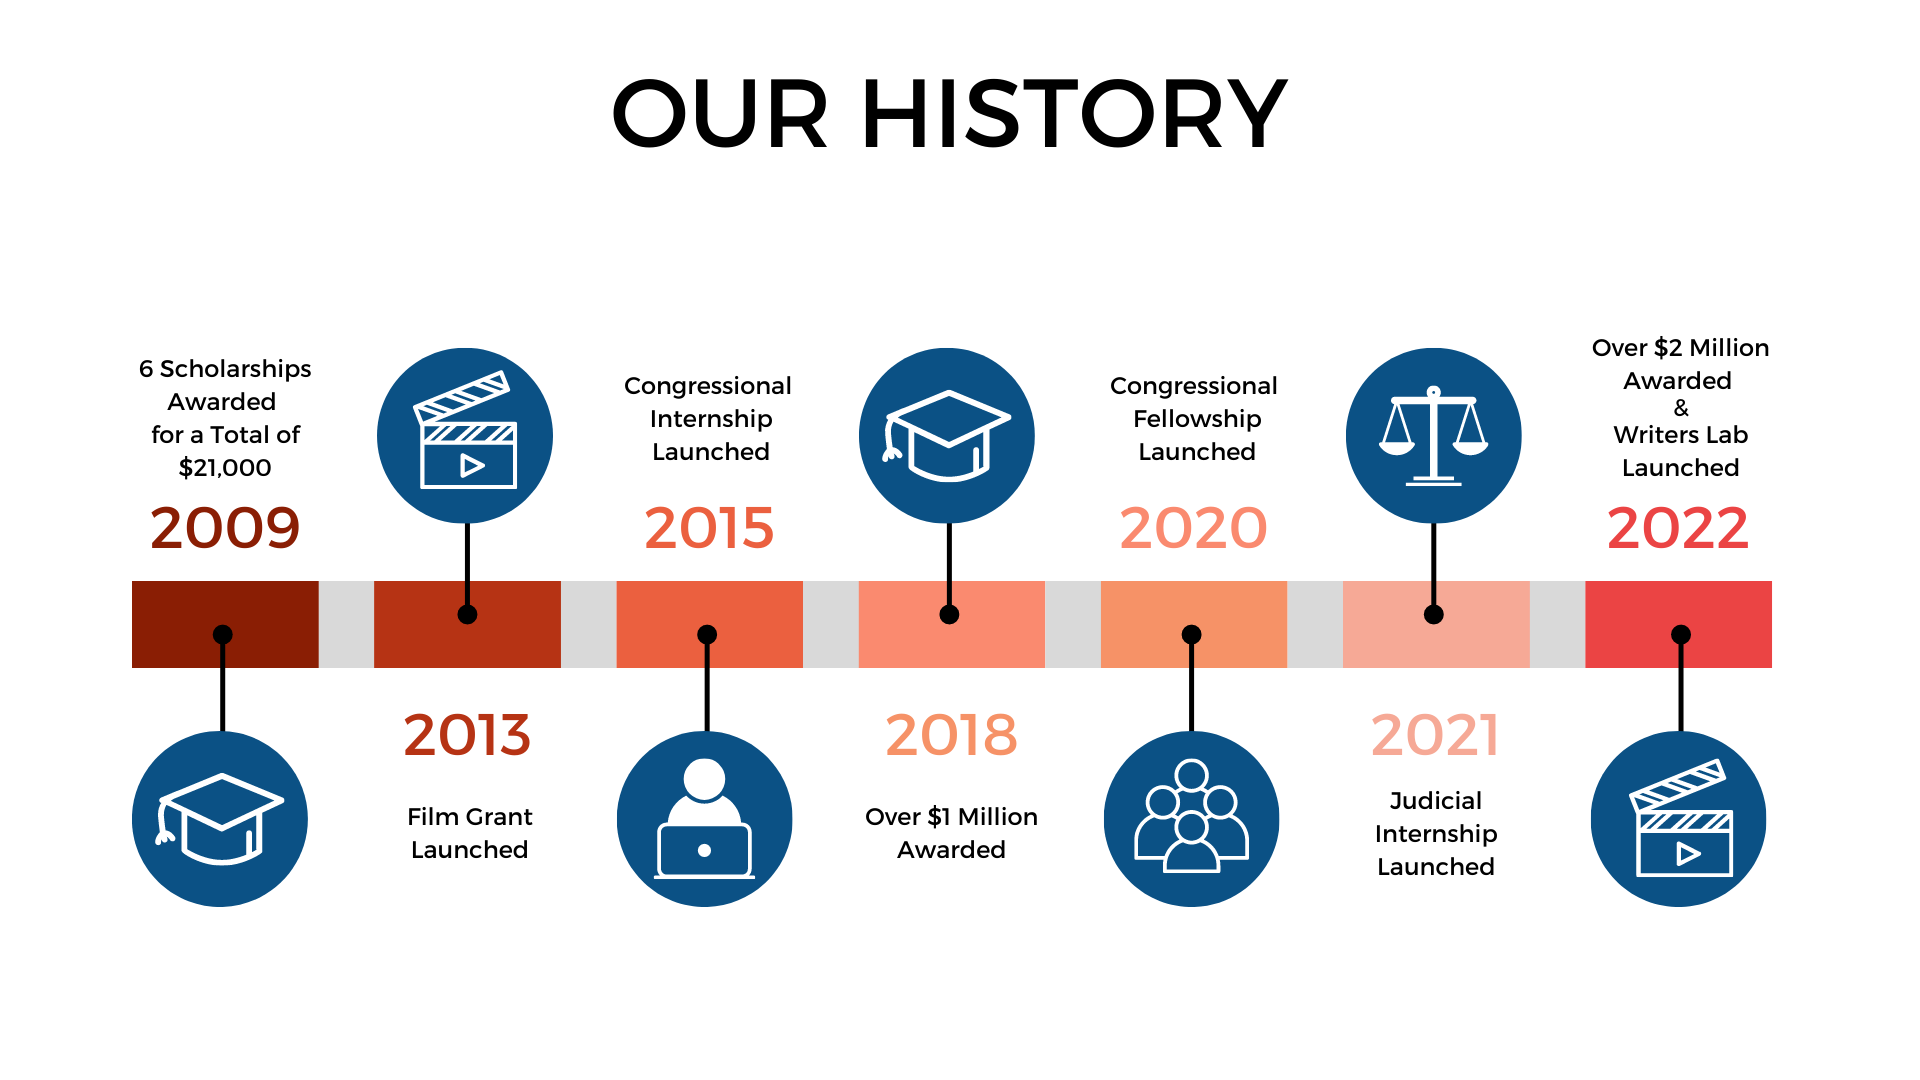 OUR HISTORY
6 Scholarships
Awarded
for a Total of
$21,000
2009
2013
Film Grant
Launched
Congressional
Internship
Launched
2015
2018
Over $1 Million
Awarded
Congressional
Fellowship
Launched
2020
2021
Judicial
Internship
Launched
Over $2 Million
Awarded
&
Writers Lab
Launched
2022